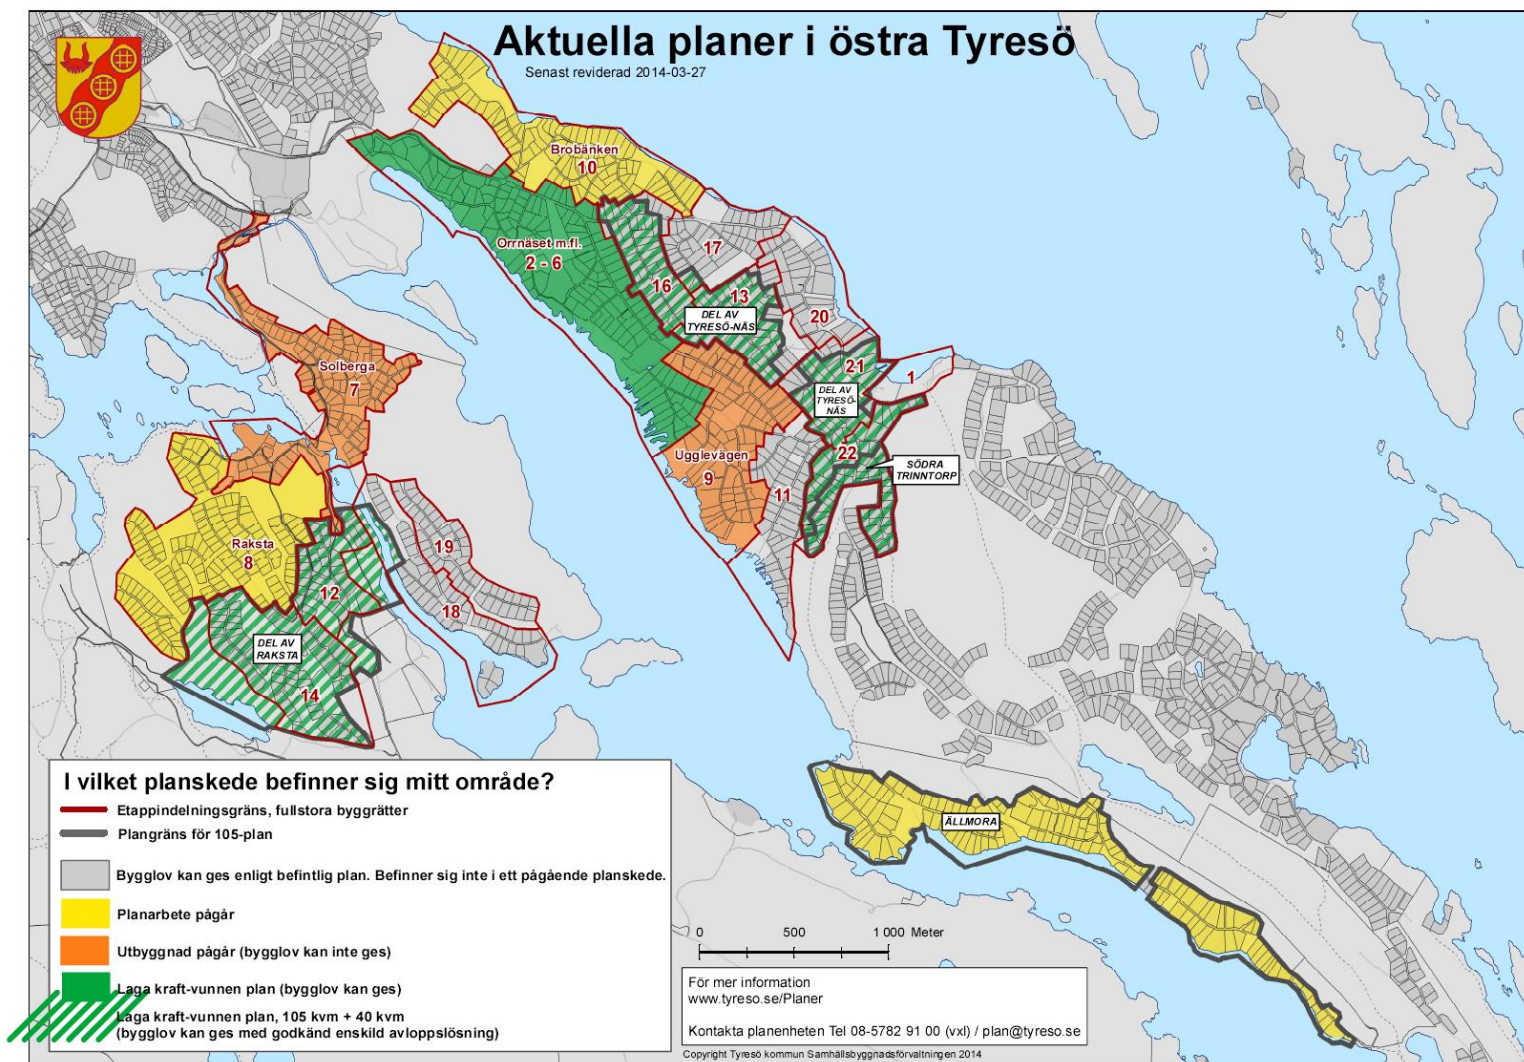 Aktuella planer i östra Tyresö
Senast reviderad 2014-03-27
Brobänken
10
Orrnäset m.fl.
2 - 6
17
16
13
DEL AV
TYRESÖ-NÄS
20
21
1
DEL AV
TYRESÖ-
NÄS
22
SÖDRA
TRINNTORP
Solberga
7
Ugglevägen
9
11
Raksta
8
19
18
12
DEL AV
RAKSTA
14
ÄLLMORA
I vilket planskede befinner sig mitt område?
Etappindelningsgräns, fullstora byggrätter
Plangräns för 105-plan
Bygglov kan ges enligt befintlig plan. Befinner sig inte i ett pågående planskede.
Planarbete pågår
Utbyggnad pågår (bygglov kan inte ges)
Laga kraft-vunnen plan (bygglov kan ges)
Laga kraft-vunnen plan, 105 kvm + 40 kvm
(bygglov kan ges med godkänd enskild avloppslösning)
0 500 1 000 Meter
För mer information
www.tyreso.se/Planer
Kontakta planenheten Tel 08-5782 91 00 (vxl) / plan@tyreso.se
Copyright Tyresö kommun Samhällsbyggnadsförvaltningen 2014